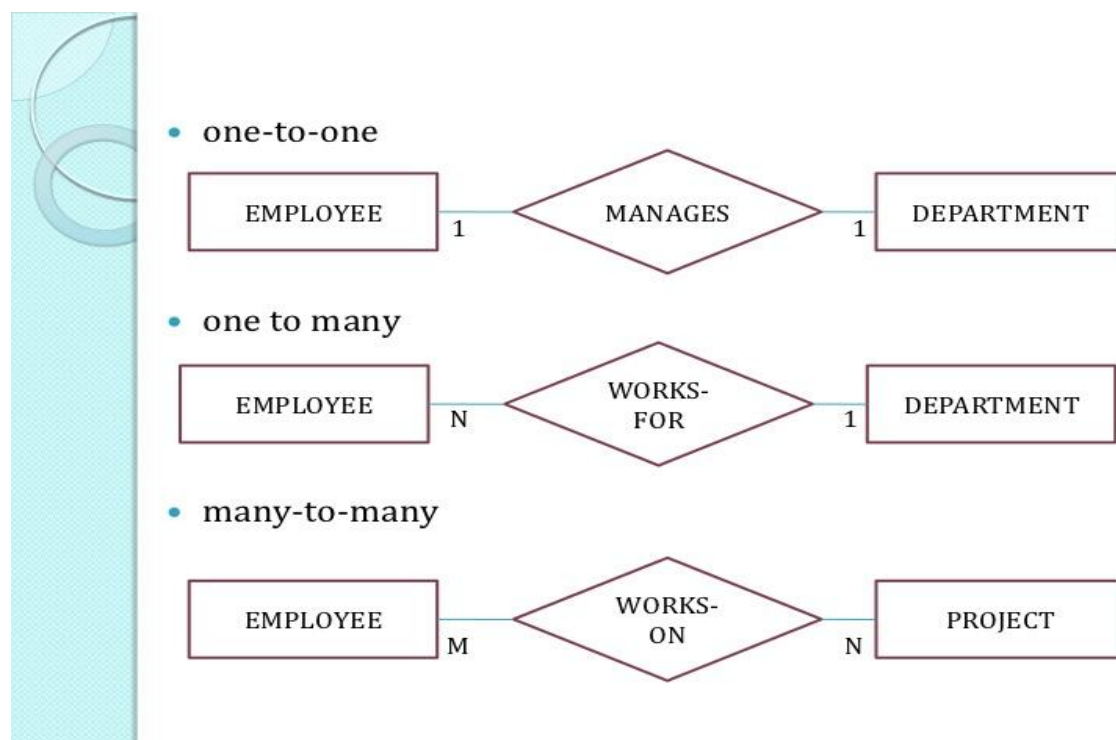 • one-to-one
EMPLOYEE 1 MANAGES 1 DEPARTMENT
• one to many
EMPLOYEE N WORKS-
FOR 1 DEPARTMENT
• many-to-many
EMPLOYEE M WORKS-
ON N PROJECT